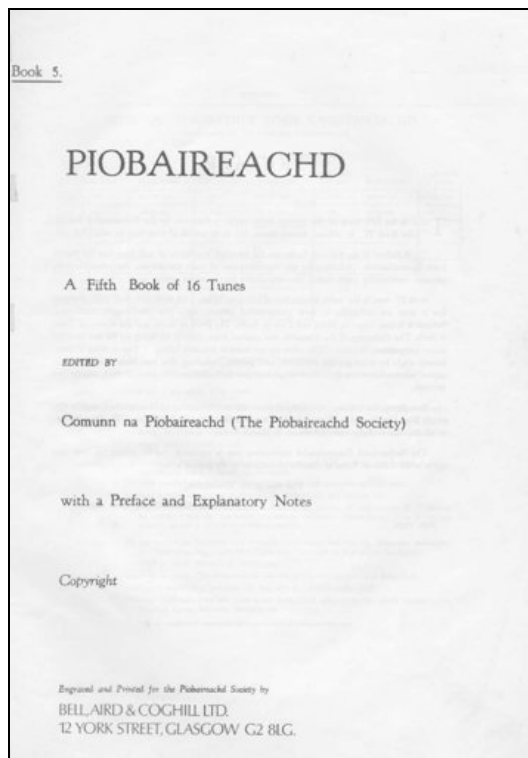 Book 5.
PIOBAIREACHD
A Fifth Book of 16 Tunes
EDITED BY
Comunn na Piobaireachd (The Piobaireachd Society)
with a Preface and Explanatory Notes
Copyright
Engraved and Printed for the Piobaireachd Society by
BELL, AIRD & COGHILL LTD.
12 YORK STREET, GLASGOW G2 8LG.